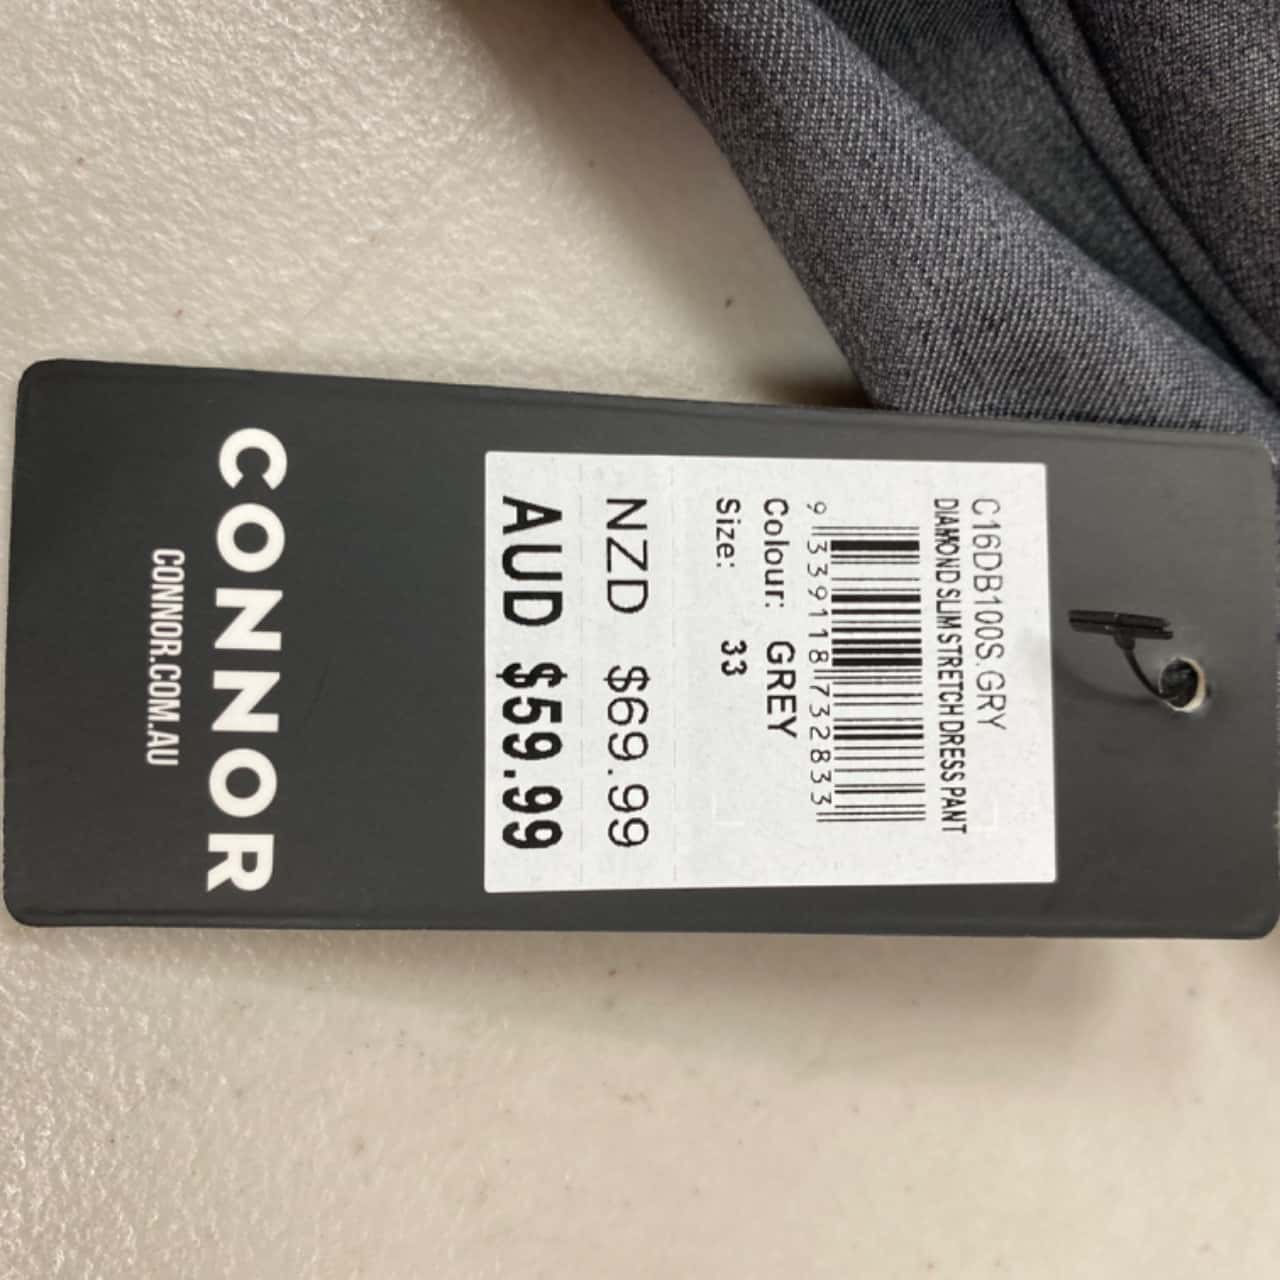 C16DB100S.GRY
DIAMOND SLIM STRETCH DRESS PANT
9 339118 732833
Colour: GREY
Size: 33
NZD $69.99
AUD $59.99
CONNOR
CONNOR.COM.AU